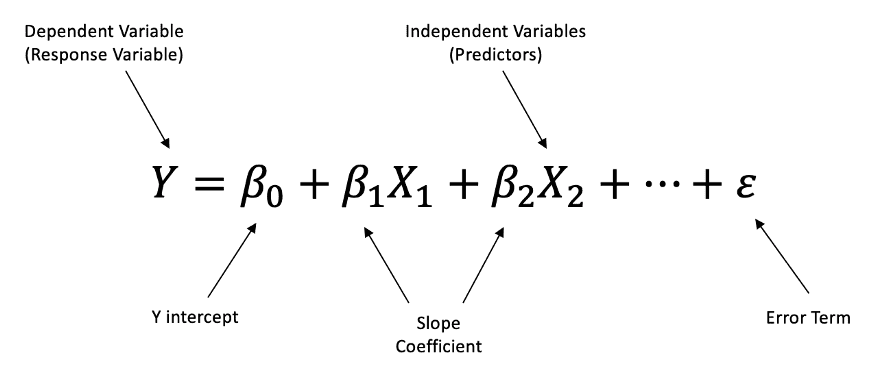 Dependent Variable
(Response Variable)
Independent Variables
(Predictors)
Y = β₀ + β₁X₁ + β₂X₂ + ⋯ + ε
Y intercept
Slope
Coefficient
Error Term